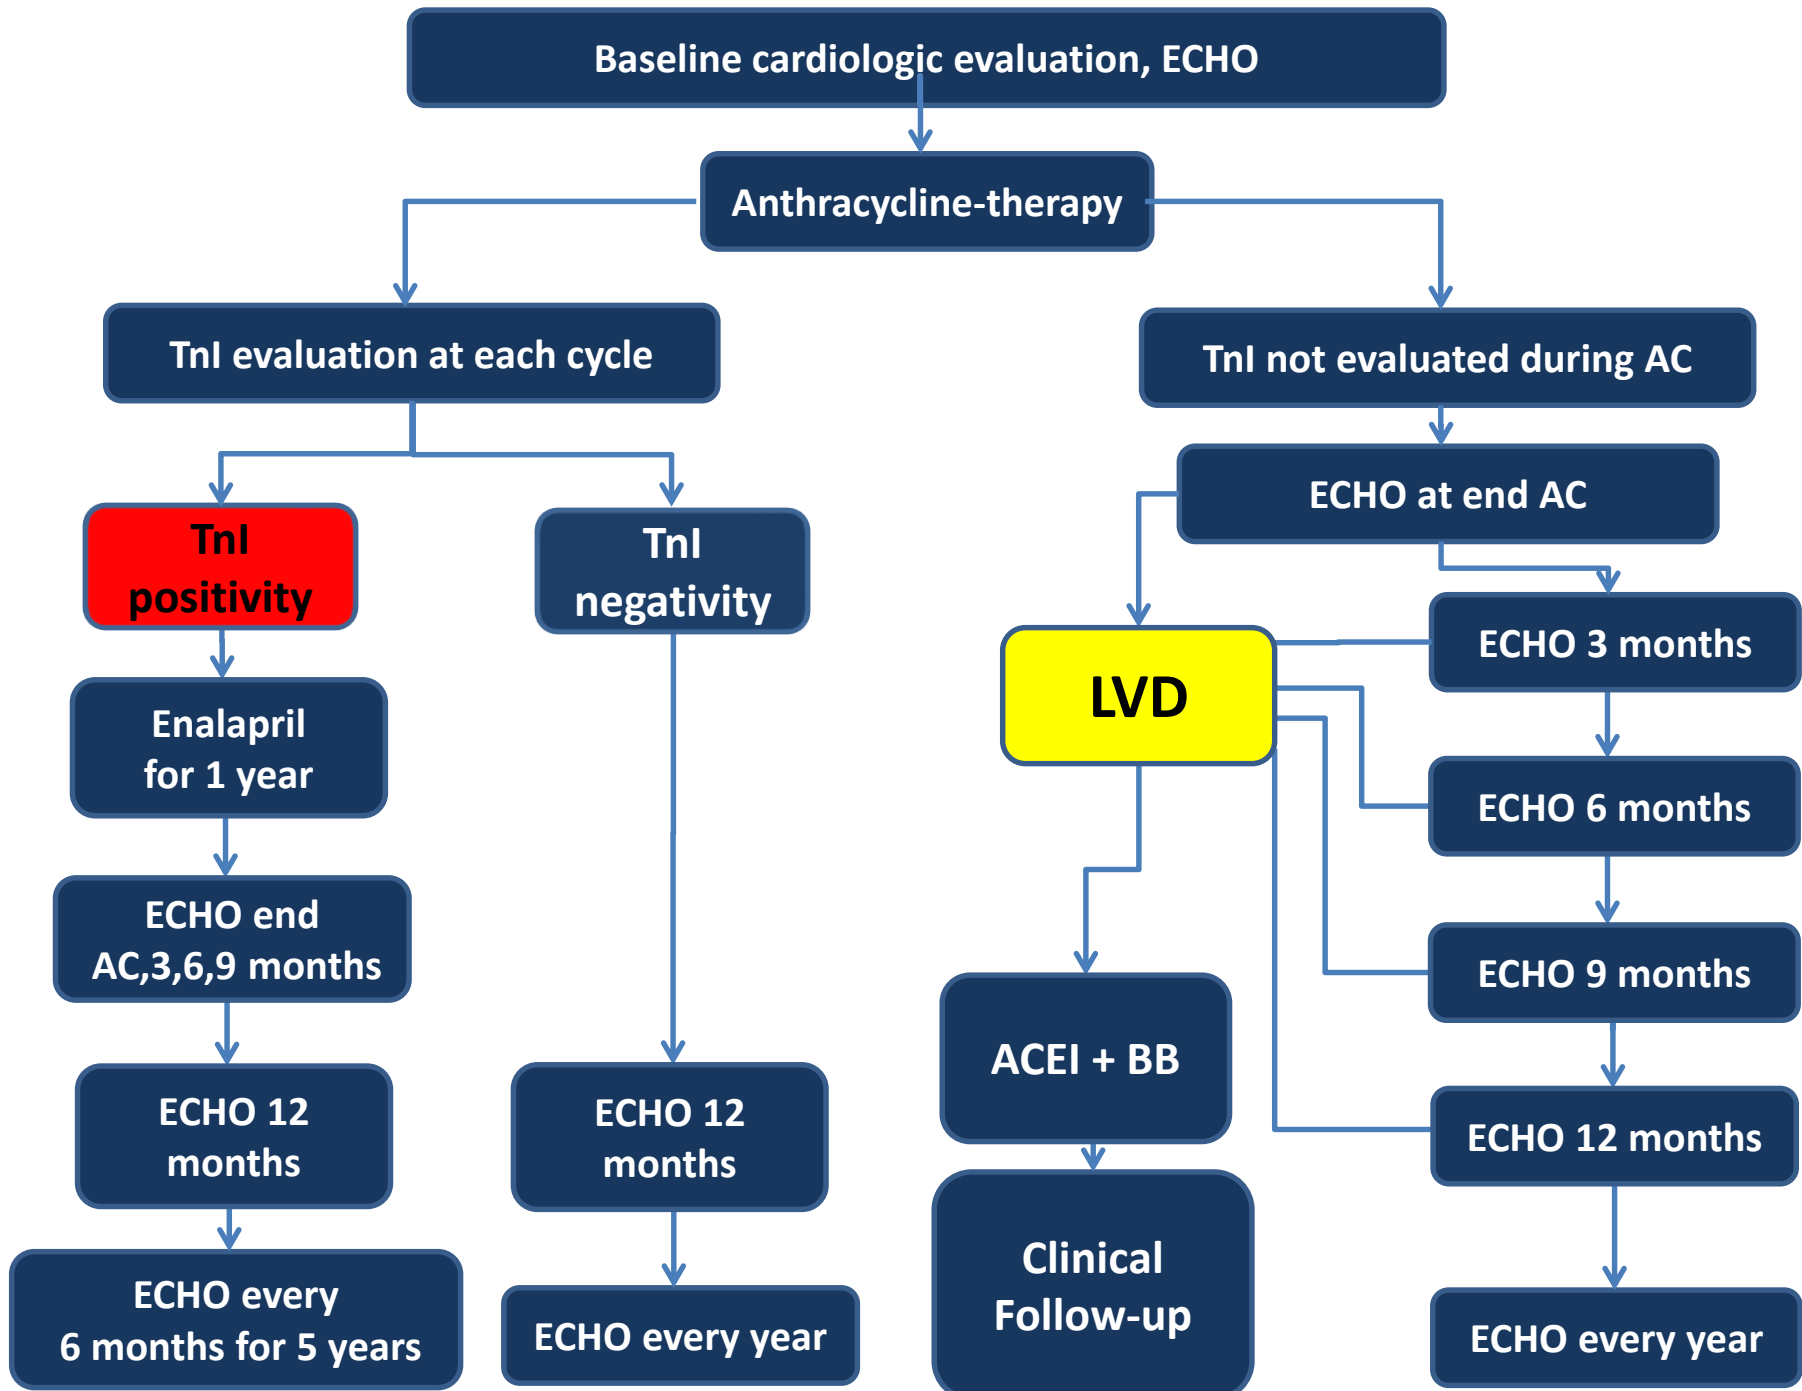 Baseline cardiologic evaluation, ECHO
Anthracycline-therapy
TnI evaluation at each cycle
TnI not evaluated during AC
TnI
positivity
TnI
negativity
ECHO at end AC
LVD
ECHO 3 months
Enalapril
for 1 year
ECHO 6 months
ECHO end
AC,3,6,9 months
ECHO 9 months
ACEI + BB
ECHO 12
months
ECHO 12
months
ECHO 12 months
Clinical
Follow-up
ECHO every
6 months for 5 years
ECHO every year
ECHO every year